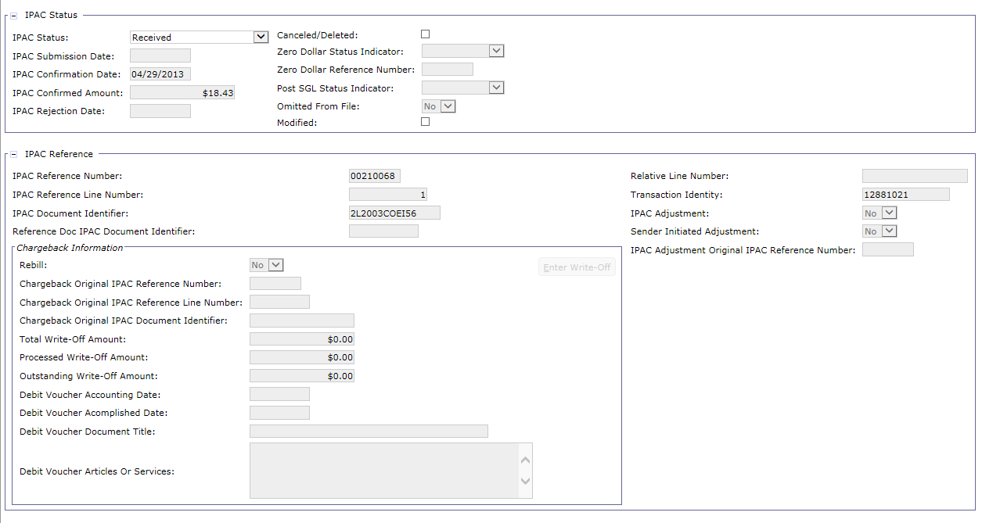 IPAC Status
IPAC Status: Received
IPAC Submission Date:
IPAC Confirmation Date: 04/29/2013
IPAC Confirmed Amount: $18.43
IPAC Rejection Date:
Canceled/Deleted:
Zero Dollar Status Indicator:
Zero Dollar Reference Number:
Post SGL Status Indicator:
Omitted From File: No
Modified:
IPAC Reference
IPAC Reference Number: 00210068
IPAC Reference Line Number: 1
IPAC Document Identifier: 2L2003COEI56
Reference Doc IPAC Document Identifier:
Relative Line Number:
Transaction Identity: 12881021
IPAC Adjustment: No
Sender Initiated Adjustment: No
IPAC Adjustment Original IPAC Reference Number:
Chargeback Information
Rebill: No
Enter Write-Off
Chargeback Original IPAC Reference Number:
Chargeback Original IPAC Reference Line Number:
Chargeback Original IPAC Document Identifier:
Total Write-Off Amount: $0.00
Processed Write-Off Amount: $0.00
Outstanding Write-Off Amount: $0.00
Debit Voucher Accounting Date:
Debit Voucher Acomplished Date:
Debit Voucher Document Title:
Debit Voucher Articles Or Services: